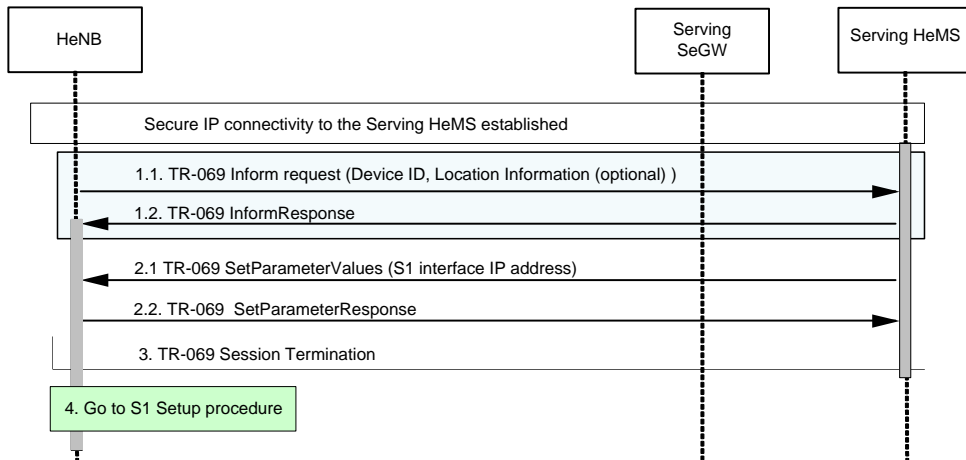 HeNB
Serving
SeGW
Serving HeMS
Secure IP connectivity to the Serving HeMS established
1.1. TR-069 Inform request (Device ID, Location Information (optional) )
1.2. TR-069 InformResponse
2.1 TR-069 SetParameterValues (S1 interface IP address)
2.2. TR-069 SetParameterResponse
3. TR-069 Session Termination
4. Go to S1 Setup procedure